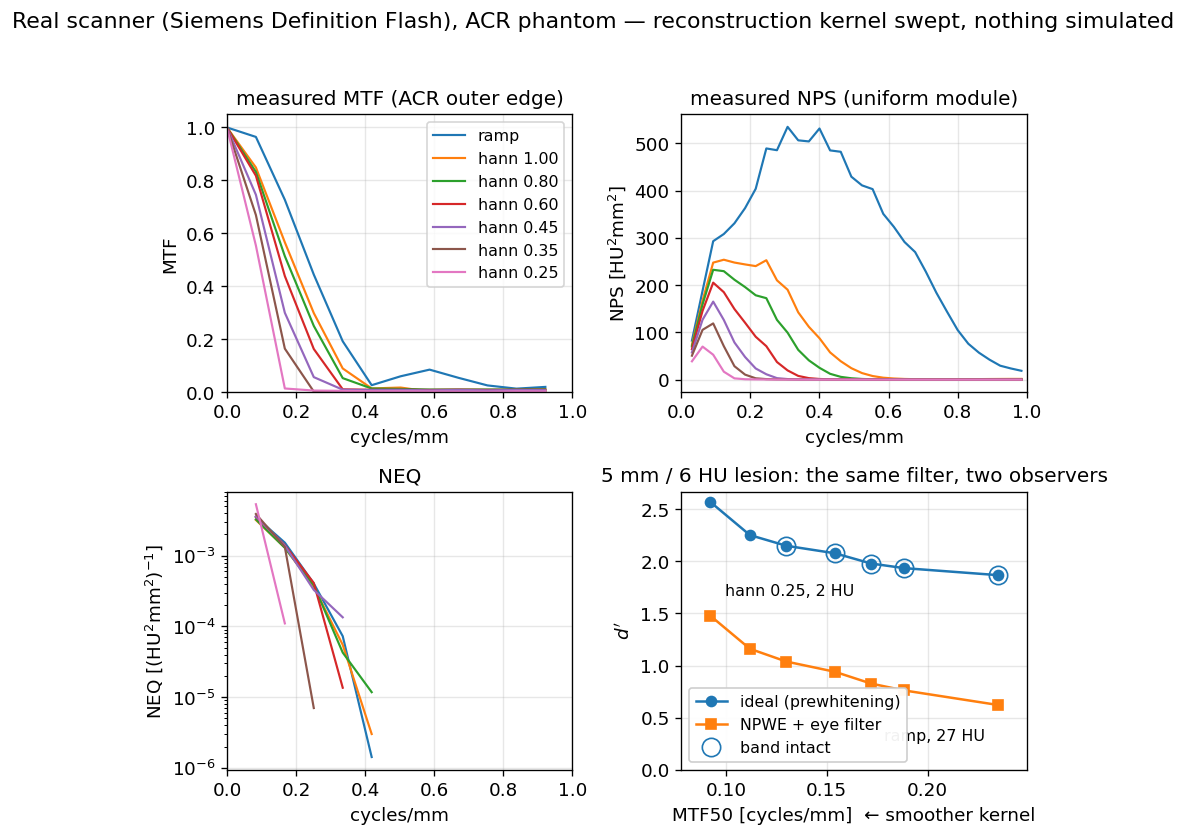 Real scanner (Siemens Definition Flash), ACR phantom — reconstruction kernel swept, nothing simulated
measured MTF (ACR outer edge)
MTF
1.0
0.8
0.6
0.4
0.2
0.0
0.0 0.2 0.4 0.6 0.8 1.0
cycles/mm
ramp
hann 1.00
hann 0.80
hann 0.60
hann 0.45
hann 0.35
hann 0.25
measured NPS (uniform module)
NPS [HU²mm²]
500
400
300
200
100
0
0.0 0.2 0.4 0.6 0.8 1.0
cycles/mm
NEQ
NEQ [(HU²mm²)⁻¹]
10⁻³
10⁻⁴
10⁻⁵
10⁻⁶
0.0 0.2 0.4 0.6 0.8 1.0
cycles/mm
5 mm / 6 HU lesion: the same filter, two observers
d′
2.5
2.0
1.5
1.0
0.5
0.0
hann 0.25, 2 HU
ramp, 27 HU
ideal (prewhitening)
NPWE + eye filter
band intact
0.10 0.15 0.20
MTF50 [cycles/mm] ← smoother kernel